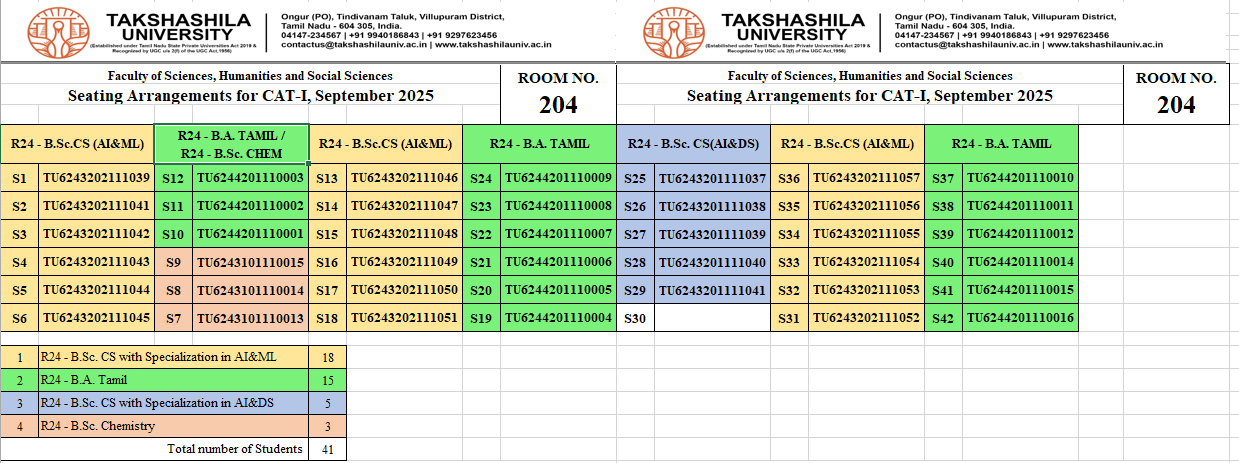 TAKSHASHILA
UNIVERSITY
(Established under Tamil Nadu State Private Universities Act 2019 &
Recognized by UGC u/s 2(f) of the UGC Act,1956)
Ongur (PO), Tindivanam Taluk, Villupuram District,
Tamil Nadu - 604 305, India.
04147-234567 | +91 9940186843 | +91 9297623456
contactus@takshashilauniv.ac.in | www.takshashilauniv.ac.in
TAKSHASHILA
UNIVERSITY
(Established under Tamil Nadu State Private Universities Act 2019 &
Recognized by UGC u/s 2(f) of the UGC Act,1956)
Ongur (PO), Tindivanam Taluk, Villupuram District,
Tamil Nadu - 604 305, India.
04147-234567 | +91 9940186843 | +91 9297623456
contactus@takshashilauniv.ac.in | www.takshashilauniv.ac.in
Faculty of Sciences, Humanities and Social Sciences
Seating Arrangements for CAT-I, September 2025
ROOM NO.
204
Faculty of Sciences, Humanities and Social Sciences
Seating Arrangements for CAT-I, September 2025
ROOM NO.
204
R24 - B.Sc.CS (AI&ML) R24 - B.A. TAMIL / R24 - B.Sc. CHEM R24 - B.Sc.CS (AI&ML) R24 - B.A. TAMIL R24 - B.Sc. CS(AI&DS) R24 - B.Sc.CS (AI&ML) R24 - B.A. TAMIL
S1 TU6243202111039 S12 TU6244201110003 S13 TU6243202111046 S24 TU6244201110009 S25 TU6243201111037 S36 TU6243202111057 S37 TU6244201110010
S2 TU6243202111041 S11 TU6244201110002 S14 TU6243202111047 S23 TU6244201110008 S26 TU6243201111038 S35 TU6243202111056 S38 TU6244201110011
S3 TU6243202111042 S10 TU6244201110001 S15 TU6243202111048 S22 TU6244201110007 S27 TU6243201111039 S34 TU6243202111055 S39 TU6244201110012
S4 TU6243202111043 S9 TU6243101110015 S16 TU6243202111049 S21 TU6244201110006 S28 TU6243201111040 S33 TU6243202111054 S40 TU6244201110014
S5 TU6243202111044 S8 TU6243101110014 S17 TU6243202111050 S20 TU6244201110005 S29 TU6243201111041 S32 TU6243202111053 S41 TU6244201110015
S6 TU6243202111045 S7 TU6243101110013 S18 TU6243202111051 S19 TU6244201110004 S30 S31 TU6243202111052 S42 TU6244201110016
1 R24 - B.Sc. CS with Specialization in AI&ML 18
2 R24 - B.A. Tamil 15
3 R24 - B.Sc. CS with Specialization in AI&DS 5
4 R24 - B.Sc. Chemistry 3
Total number of Students 41